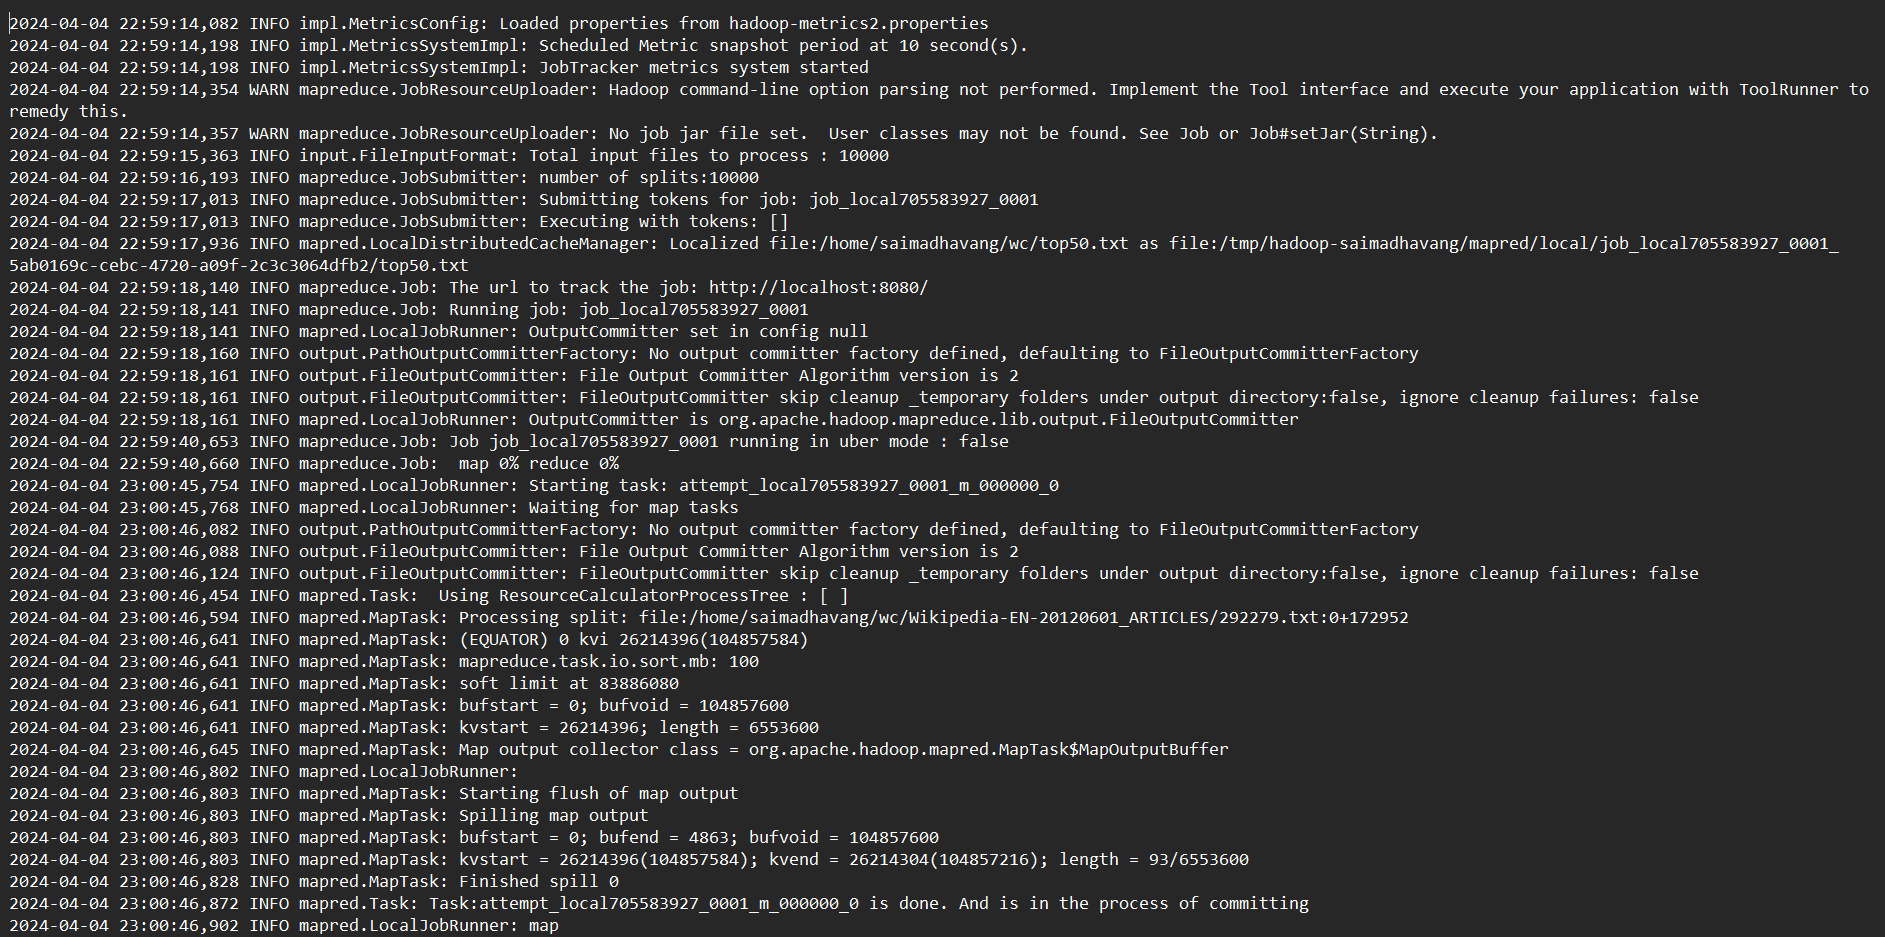 2024-04-04 22:59:14,082 INFO impl.MetricsConfig: Loaded properties from hadoop-metrics2.properties
2024-04-04 22:59:14,198 INFO impl.MetricsSystemImpl: Scheduled Metric snapshot period at 10 second(s).
2024-04-04 22:59:14,198 INFO impl.MetricsSystemImpl: JobTracker metrics system started
2024-04-04 22:59:14,354 WARN mapreduce.JobResourceUploader: Hadoop command-line option parsing not performed. Implement the Tool interface and execute your application with ToolRunner to
remedy this.
2024-04-04 22:59:14,357 WARN mapreduce.JobResourceUploader: No job jar file set.  User classes may not be found. See Job or Job#setJar(String).
2024-04-04 22:59:15,363 INFO input.FileInputFormat: Total input files to process : 10000
2024-04-04 22:59:16,193 INFO mapreduce.JobSubmitter: number of splits:10000
2024-04-04 22:59:17,013 INFO mapreduce.JobSubmitter: Submitting tokens for job: job_local705583927_0001
2024-04-04 22:59:17,013 INFO mapreduce.JobSubmitter: Executing with tokens: []
2024-04-04 22:59:17,936 INFO mapred.LocalDistributedCacheManager: Localized file:/home/saimadhavang/wc/top50.txt as file:/tmp/hadoop-saimadhavang/mapred/local/job_local705583927_0001_
5ab0169c-cebc-4720-a09f-2c3c3064dfb2/top50.txt
2024-04-04 22:59:18,140 INFO mapreduce.Job: The url to track the job: http://localhost:8080/
2024-04-04 22:59:18,141 INFO mapreduce.Job: Running job: job_local705583927_0001
2024-04-04 22:59:18,141 INFO mapred.LocalJobRunner: OutputCommitter set in config null
2024-04-04 22:59:18,160 INFO output.PathOutputCommitterFactory: No output committer factory defined, defaulting to FileOutputCommitterFactory
2024-04-04 22:59:18,161 INFO output.FileOutputCommitter: File Output Committer Algorithm version is 2
2024-04-04 22:59:18,161 INFO output.FileOutputCommitter: FileOutputCommitter skip cleanup _temporary folders under output directory:false, ignore cleanup failures: false
2024-04-04 22:59:18,161 INFO mapred.LocalJobRunner: OutputCommitter is org.apache.hadoop.mapreduce.lib.output.FileOutputCommitter
2024-04-04 22:59:40,653 INFO mapreduce.Job: Job job_local705583927_0001 running in uber mode : false
2024-04-04 22:59:40,660 INFO mapreduce.Job:  map 0% reduce 0%
2024-04-04 23:00:45,754 INFO mapred.LocalJobRunner: Starting task: attempt_local705583927_0001_m_000000_0
2024-04-04 23:00:45,768 INFO mapred.LocalJobRunner: Waiting for map tasks
2024-04-04 23:00:46,082 INFO output.PathOutputCommitterFactory: No output committer factory defined, defaulting to FileOutputCommitterFactory
2024-04-04 23:00:46,088 INFO output.FileOutputCommitter: File Output Committer Algorithm version is 2
2024-04-04 23:00:46,124 INFO output.FileOutputCommitter: FileOutputCommitter skip cleanup _temporary folders under output directory:false, ignore cleanup failures: false
2024-04-04 23:00:46,454 INFO mapred.Task:  Using ResourceCalculatorProcessTree : [ ]
2024-04-04 23:00:46,594 INFO mapred.MapTask: Processing split: file:/home/saimadhavang/wc/Wikipedia-EN-20120601_ARTICLES/292279.txt:0+172952
2024-04-04 23:00:46,641 INFO mapred.MapTask: (EQUATOR) 0 kvi 26214396(104857584)
2024-04-04 23:00:46,641 INFO mapred.MapTask: mapreduce.task.io.sort.mb: 100
2024-04-04 23:00:46,641 INFO mapred.MapTask: soft limit at 83886080
2024-04-04 23:00:46,641 INFO mapred.MapTask: bufstart = 0; bufvoid = 104857600
2024-04-04 23:00:46,641 INFO mapred.MapTask: kvstart = 26214396; length = 6553600
2024-04-04 23:00:46,645 INFO mapred.MapTask: Map output collector class = org.apache.hadoop.mapred.MapTask$MapOutputBuffer
2024-04-04 23:00:46,802 INFO mapred.LocalJobRunner:
2024-04-04 23:00:46,803 INFO mapred.MapTask: Starting flush of map output
2024-04-04 23:00:46,803 INFO mapred.MapTask: Spilling map output
2024-04-04 23:00:46,803 INFO mapred.MapTask: bufstart = 0; bufend = 4863; bufvoid = 104857600
2024-04-04 23:00:46,803 INFO mapred.MapTask: kvstart = 26214396(104857584); kvend = 26214304(104857216); length = 93/6553600
2024-04-04 23:00:46,828 INFO mapred.MapTask: Finished spill 0
2024-04-04 23:00:46,872 INFO mapred.Task: Task:attempt_local705583927_0001_m_000000_0 is done. And is in the process of committing
2024-04-04 23:00:46,902 INFO mapred.LocalJobRunner: map